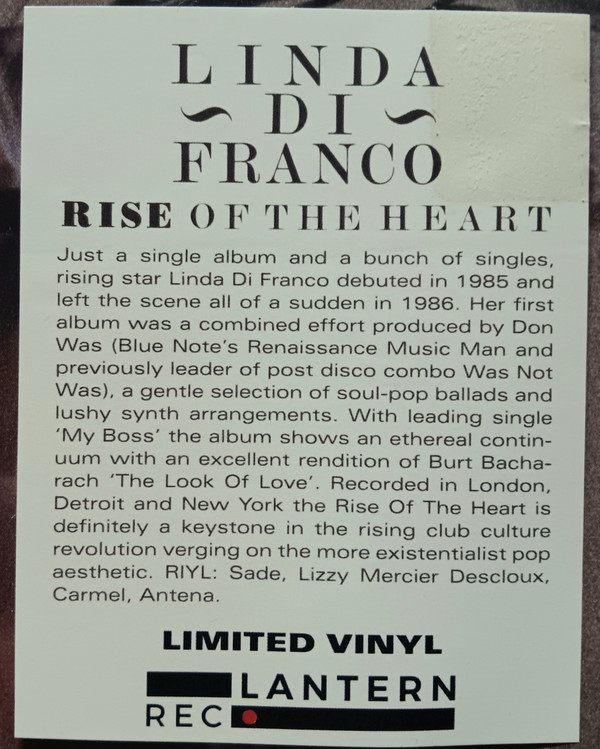 LINDA
~ DI ~
FRANCO
RISE OF THE HEART
Just a single album and a bunch of singles,
rising star Linda Di Franco debuted in 1985 and
left the scene all of a sudden in 1986. Her first
album was a combined effort produced by Don
Was (Blue Note's Renaissance Music Man and
previously leader of post disco combo Was Not
Was), a gentle selection of soul-pop ballads and
lushy synth arrangements. With leading single
'My Boss' the album shows an ethereal contin-
uum with an excellent rendition of Burt Bacha-
rach 'The Look Of Love'. Recorded in London,
Detroit and New York the Rise Of The Heart is
definitely a keystone in the rising club culture
revolution verging on the more existentialist pop
aesthetic. RIYL: Sade, Lizzy Mercier Descloux,
Carmel, Antena.
LIMITED VINYL
LANTERN
REC